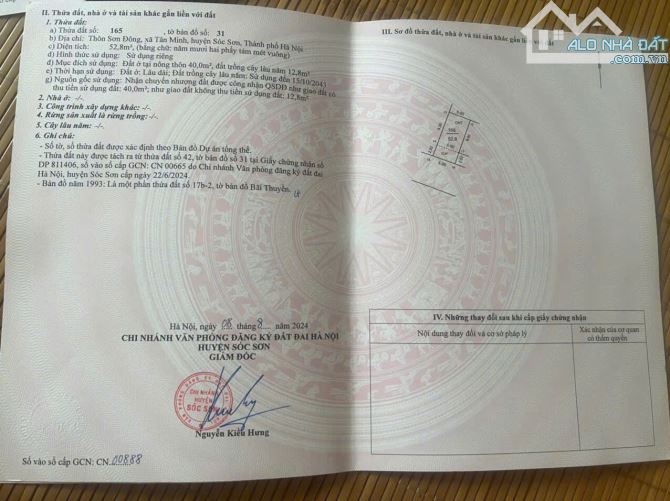 ALO NHÀ ĐẤT
II. Thửa đất, nhà ở và tài sản khác gắn liền với đất
1. Thửa đất:
a) Thửa đất số: 165, tờ bản đồ số: 31
b) Địa chỉ: Thôn Sơn Đông, xã Tân Minh, huyện Sóc Sơn, Thành phố Hà Nội
c) Diện tích: 52,8m², (bằng chữ: năm mươi hai phẩy tám mét vuông)
d) Hình thức sử dụng: Sử dụng riêng
đ) Mục đích sử dụng: Đất ở tại nông thôn 40,0m²; đất trồng cây lâu năm 12,8m²
e) Thời hạn sử dụng: Đất ở: Lâu dài; Đất trồng cây lâu năm: Sử dụng đến 15/10/2043
g) Nguồn gốc sử dụng: Nhận chuyển nhượng đất được công nhận QSDĐ như giao đất có
thu tiền sử dụng đất: 40,0m²; như giao đất không thu tiền sử dụng đất: 12,8m²
2. Nhà ở: -/-
3. Công trình xây dựng khác: -/-
4. Rừng sản xuất là rừng trồng: -/-
5. Cây lâu năm: -/-
6. Ghi chú:
- Số tờ, số thửa đất được xác định theo Bản đồ Dự án tổng thể.
- Thửa đất này được tách ra từ thửa đất số 42, tờ bản đồ số 31 tại Giấy chứng nhận số
DP 811406, số vào sổ cấp GCN: CN 00665 do Chi nhánh Văn phòng đăng ký đất đai
Hà Nội, huyện Sóc Sơn cấp ngày 22/6/2024.
- Bản đồ năm 1993: Là một phần thửa đất số 17b-2, tờ bản đồ Bãi Thuyền.
Hà Nội, ngày 08 tháng 8 năm 2024
CHI NHÁNH VĂN PHÒNG ĐĂNG KÝ ĐẤT ĐAI HÀ NỘI
HUYỆN SÓC SƠN
GIÁM ĐỐC
CHI NHÁNH
HUYỆN
SÓC SƠN
Nguyễn Kiều Hưng
Số vào sổ cấp GCN: CN 00888
III. Sơ đồ thửa đất, nhà ở và tài sản khác gắn liền với đất
165
52.8
IV. Những thay đổi sau khi cấp giấy chứng nhận
Nội dung thay đổi và cơ sở pháp lý
Xác nhận của cơ quan
có thẩm quyền